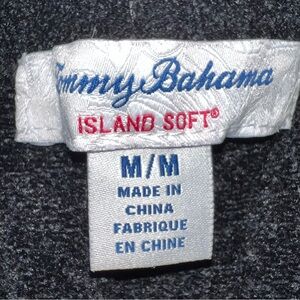 Tommy Bahama
ISLAND SOFT®
M/M
MADE IN
CHINA
FABRIQUE
EN CHINE